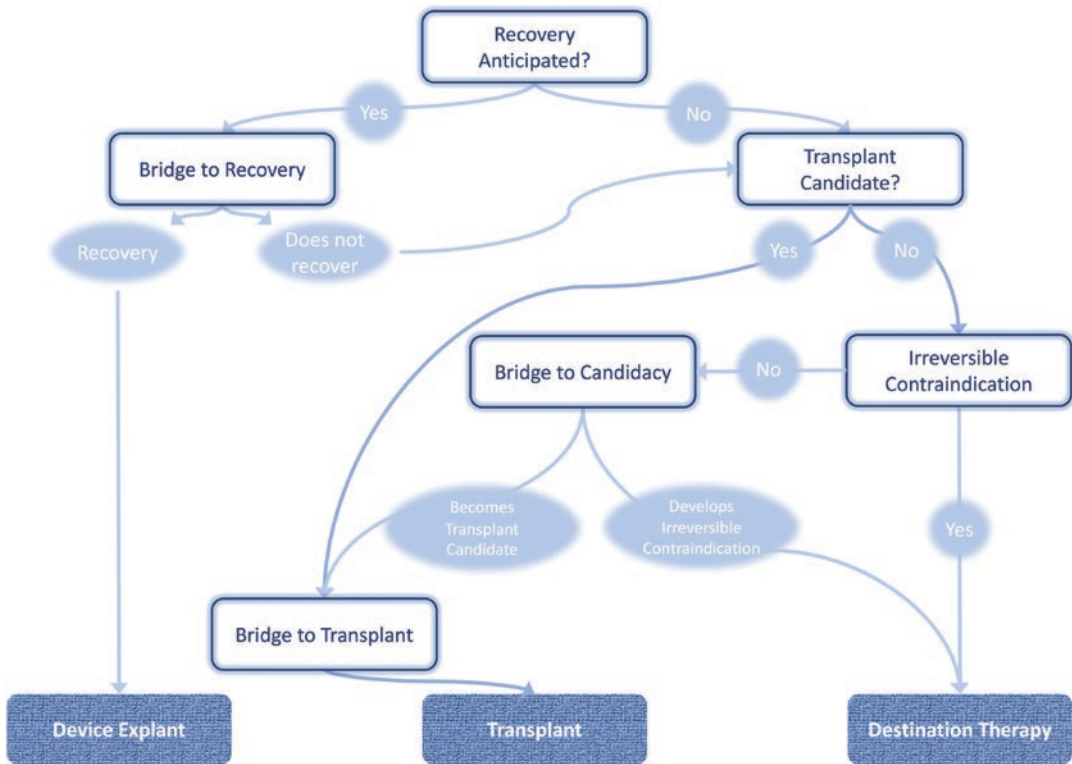 Recovery
Anticipated?
Yes
No
Bridge to Recovery
Transplant
Candidate?
Recovery
Does not
recover
Yes
No
Bridge to Candidacy
No
Irreversible
Contraindication
Becomes
Transplant
Candidate
Develops
Irreversible
Contraindication
Yes
Bridge to Transplant
Device Explant
Transplant
Destination Therapy